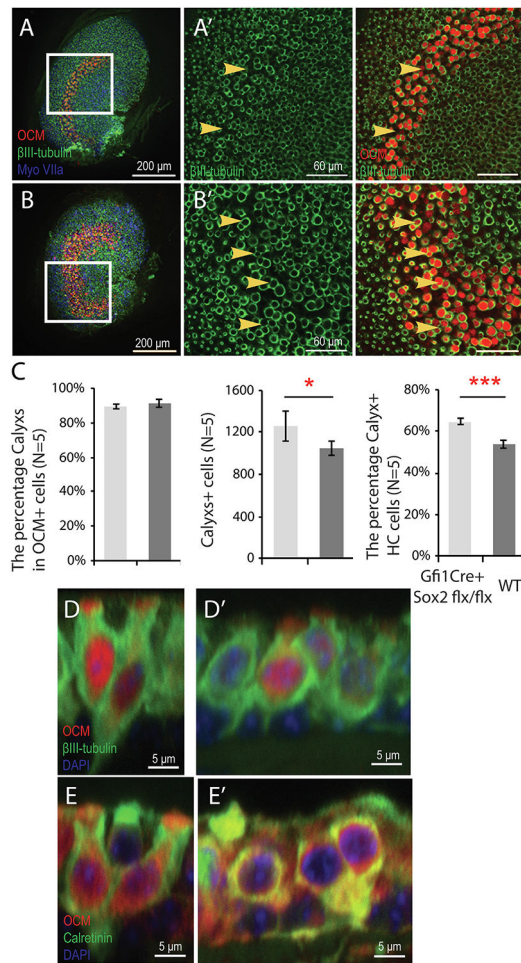 A
OCM
βIII-tubulin
Myo VIIa
200 µm
A'
βIII-tubulin
60 µm
OCM
βIII-tubulin
B
200 µm
B'
60 µm
C
The percentage Calyxs
in OCM+ cells (N=5)
100%
80%
60%
40%
20%
0%
Calyxs+ cells (N=5)
1600
1200
800
400
0
*
The percentage Calyx+
HC cells (N=5)
80%
60%
40%
20%
0%
***
Gfi1Cre+
Sox2 flx/flx
WT
D
OCM
βIII-tubulin
DAPI
5 µm
D'
5 µm
E
OCM
Calretinin
DAPI
5 µm
E'
5 µm